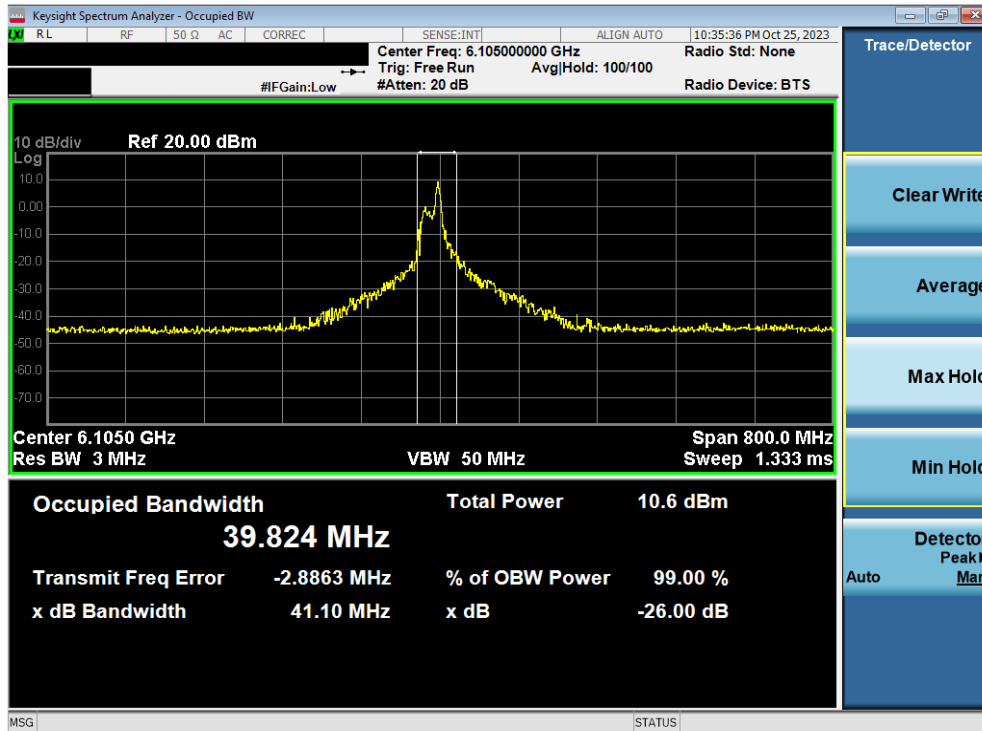 Keysight Spectrum Analyzer - Occupied BW
LXI RL RF 50 Ω AC CORREC SENSE:INT ALIGN AUTO 10:35:36 PM Oct 25, 2023
Center Freq: 6.105000000 GHz Radio Std: None
Trig: Free Run Avg|Hold: 100/100
#IFGain:Low #Atten: 20 dB Radio Device: BTS
10 dB/div Ref 20.00 dBm
Log
10.0
0.00
-10.0
-20.0
-30.0
-40.0
-50.0
-60.0
-70.0
Center 6.1050 GHz Span 800.0 MHz
Res BW 3 MHz VBW 50 MHz Sweep 1.333 ms
Occupied Bandwidth Total Power 10.6 dBm
39.824 MHz
Transmit Freq Error -2.8863 MHz % of OBW Power 99.00 %
x dB Bandwidth 41.10 MHz x dB -26.00 dB
MSG STATUS
Trace/Detector
Clear Write
Average
Max Hold
Min Hold
Detector
Peak
Auto Man